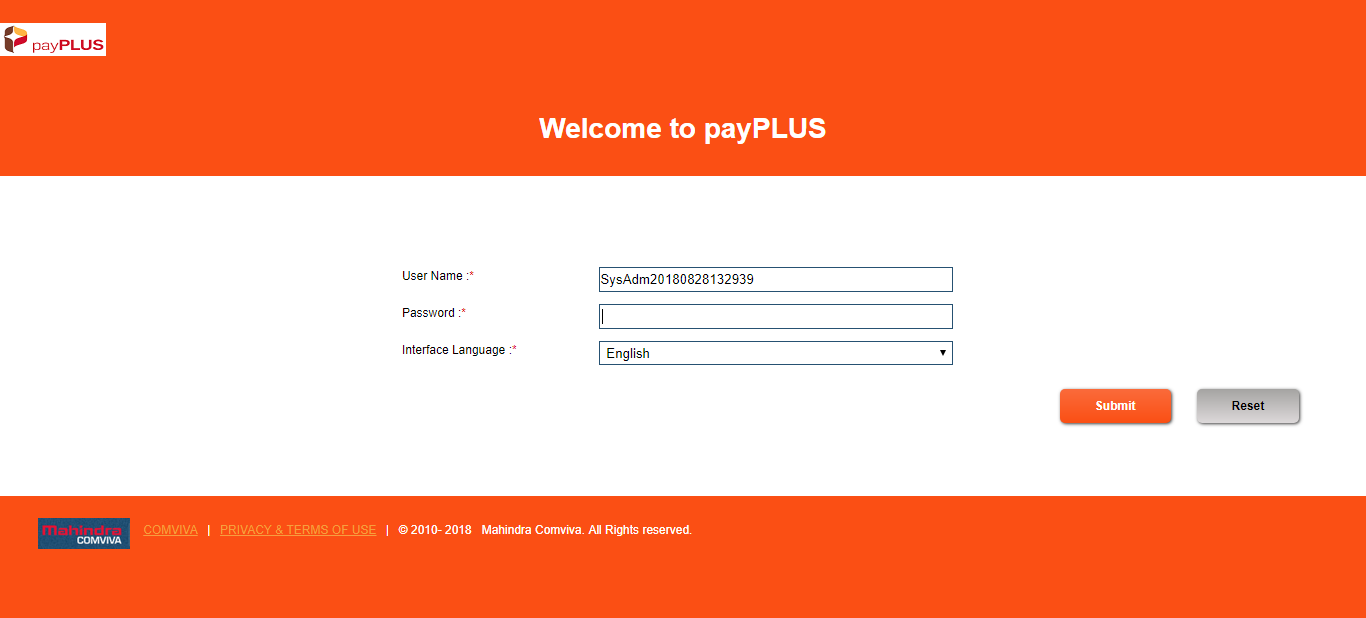 payPLUS
Welcome to payPLUS
User Name :*
SysAdm20180828132939
Password :*
Interface Language :*
English
Submit
Reset
Mahindra
COMVIVA
COMVIVA | PRIVACY & TERMS OF USE | © 2010- 2018 Mahindra Comviva. All Rights reserved.